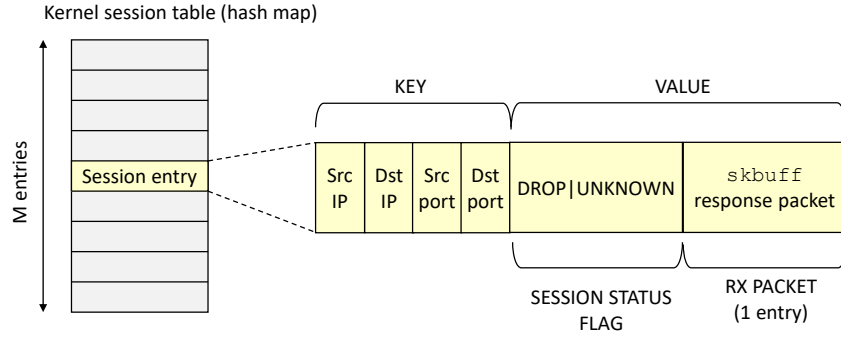 Kernel session table (hash map)
M entries
Session entry
KEY
VALUE
Src
IP
Dst
IP
Src
port
Dst
port
DROP|UNKNOWN
skbuff
response packet
SESSION STATUS
FLAG
RX PACKET
(1 entry)